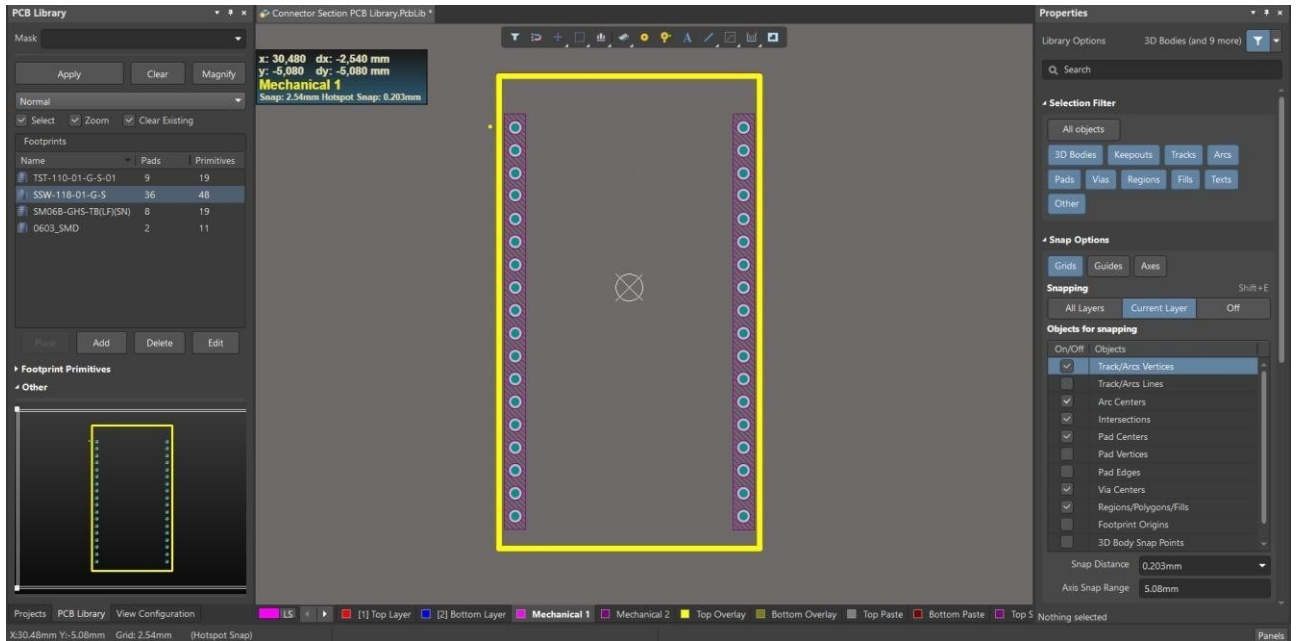 PCB Library
Connector Section PCB Library.PcbLib *
Properties
Mask
Apply Clear Magnify
Normal
Select Zoom Clear Existing
Footprints
Name Pads Primitives
TST-110-01-G-S-01 9 19
SSW-118-01-G-S 36 48
SM06B-GHS-TB(LF)(SN) 8 19
0603_SMD 2 11
Place Add Delete Edit
Footprint Primitives
Other
Projects PCB Library View Configuration
x: 30,480 dx: -2,540 mm
y: -5,080 dy: -5,080 mm
Mechanical 1
Snap: 2.54mm Hotspot Snap: 0.203mm
A
LS [1] Top Layer [2] Bottom Layer Mechanical 1 Mechanical 2 Top Overlay Bottom Overlay Top Paste Bottom Paste Top S
Library Options 3D Bodies (and 9 more)
Search
Selection Filter
All objects
3D Bodies Keepouts Tracks Arcs
Pads Vias Regions Fills Texts
Other
Snap Options
Grids Guides Axes
Snapping Shift+E
All Layers Current Layer Off
Objects for snapping
On/Off Objects
Track/Arcs Vertices
Track/Arcs Lines
Arc Centers
Intersections
Pad Centers
Pad Vertices
Pad Edges
Via Centers
Regions/Polygons/Fills
Footprint Origins
3D Body Snap Points
Snap Distance 0.203mm
Axis Snap Range 5.08mm
Nothing selected
X:30.48mm Y:-5.08mm Grid: 2.54mm (Hotspot Snap)
Panels